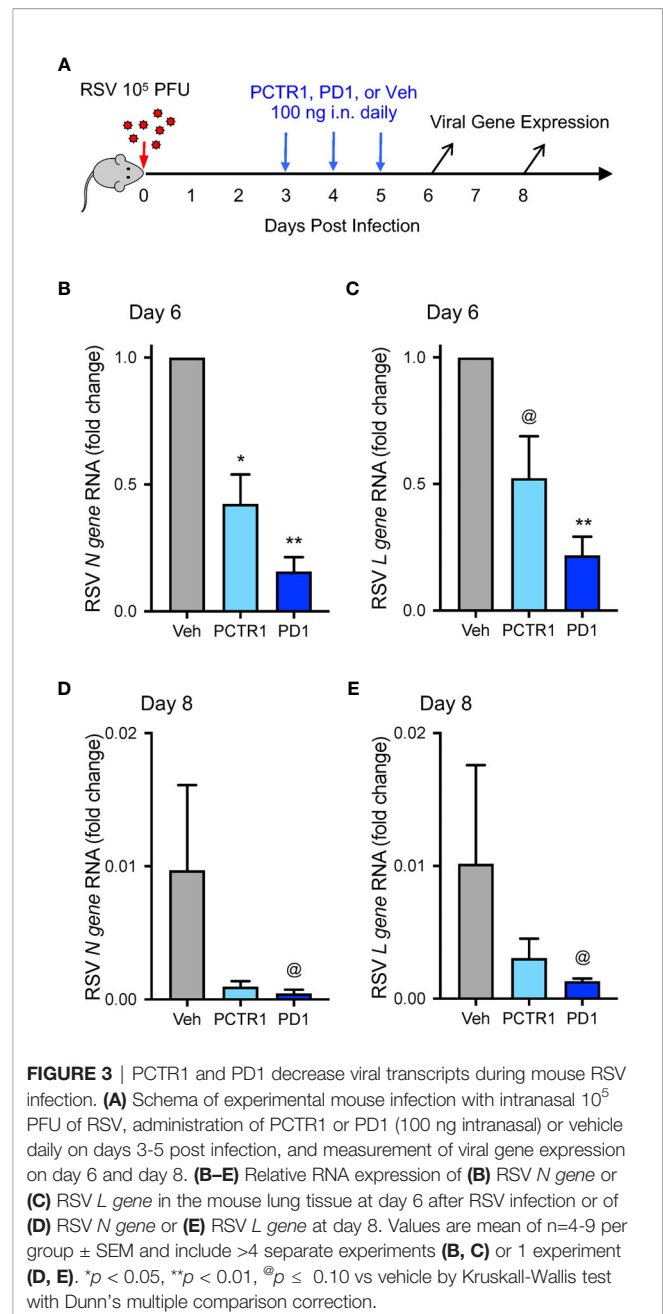 A
RSV 10⁵ PFU
PCTR1, PD1, or Veh
100 ng i.n. daily
Viral Gene Expression
0 1 2 3 4 5 6 7 8
Days Post Infection
B
Day 6
RSV N gene RNA (fold change)
1.0
0.5
0.0
*
**
Veh PCTR1 PD1
C
Day 6
RSV L gene RNA (fold change)
1.0
0.5
0.0
@
**
Veh PCTR1 PD1
D
Day 8
RSV N gene RNA (fold change)
0.02
0.01
0.00
@
Veh PCTR1 PD1
E
Day 8
RSV L gene RNA (fold change)
0.02
0.01
0.00
@
Veh PCTR1 PD1
FIGURE 3 | PCTR1 and PD1 decrease viral transcripts during mouse RSV
infection. (A) Schema of experimental mouse infection with intranasal 10⁵
PFU of RSV, administration of PCTR1 or PD1 (100 ng intranasal) or vehicle
daily on days 3-5 post infection, and measurement of viral gene expression
on day 6 and day 8. (B–E) Relative RNA expression of (B) RSV N gene or
(C) RSV L gene in the mouse lung tissue at day 6 after RSV infection or of
(D) RSV N gene or (E) RSV L gene at day 8. Values are mean of n=4-9 per
group ± SEM and include >4 separate experiments (B, C) or 1 experiment
(D, E). *p < 0.05, **p < 0.01, @p ≤ 0.10 vs vehicle by Kruskall-Wallis test
with Dunn's multiple comparison correction.